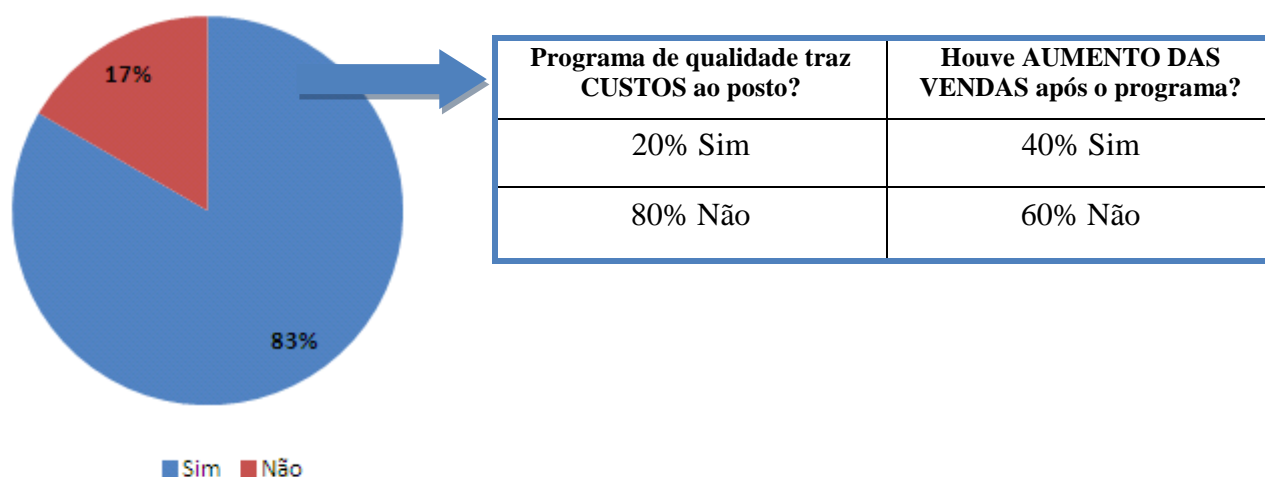 17%
83%
Sim Não
Programa de qualidade traz
CUSTOS ao posto?
Houve AUMENTO DAS
VENDAS após o programa?
20% Sim
40% Sim
80% Não
60% Não